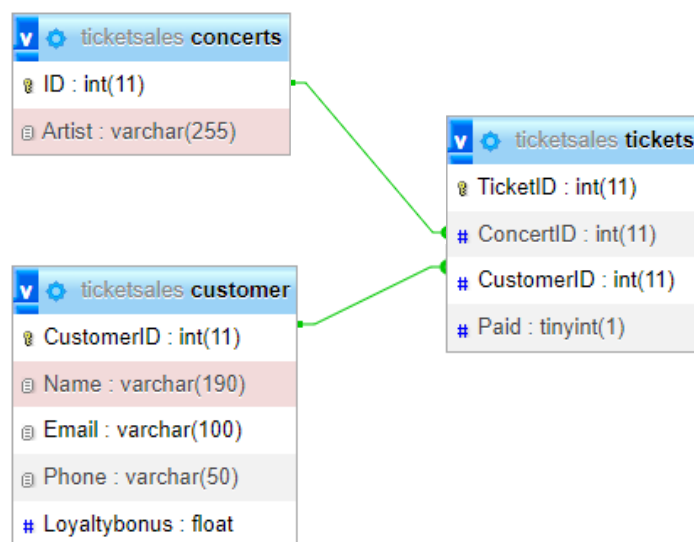 v ticketsales concerts
ID : int(11)
Artist : varchar(255)
v ticketsales tickets
TicketID : int(11)
# ConcertID : int(11)
# CustomerID : int(11)
# Paid : tinyint(1)
v ticketsales customer
CustomerID : int(11)
Name : varchar(190)
Email : varchar(100)
Phone : varchar(50)
# Loyaltybonus : float